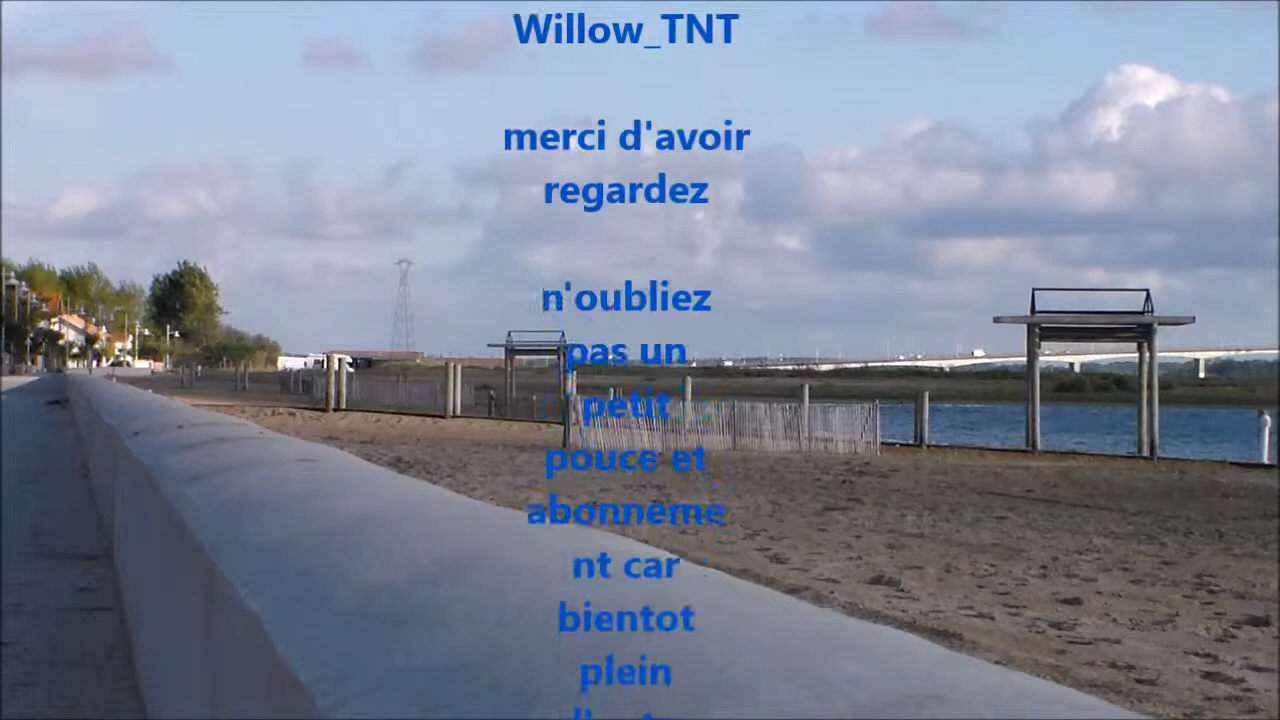 Willow_TNT
merci d'avoir
regardez
n'oubliez
pas un
petit
pouce et
abonneme
nt car
bientot
plein